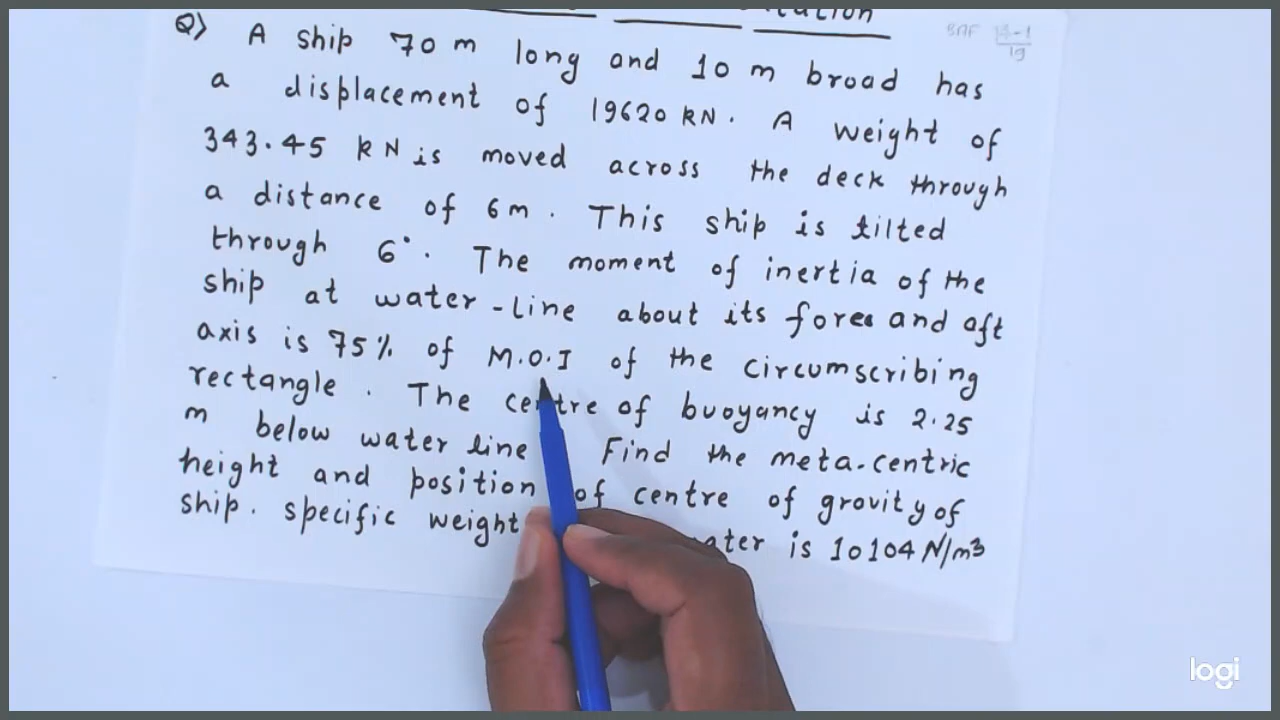 Q) A ship 70 m long and 10 m broad has
a displacement of 19620 kN. A weight of
343.45 kN is moved across the deck through
a distance of 6m. This ship is tilted
through 6°. The moment of inertia of the
ship at water-line about its fores and aft
axis is 75% of M.O.I of the circumscribing
rectangle. The centre of buoyancy is 2.25
m below water line Find the meta-centric
height and position of centre of grovity of
ship. specific weight is 10104 N/m³
logi